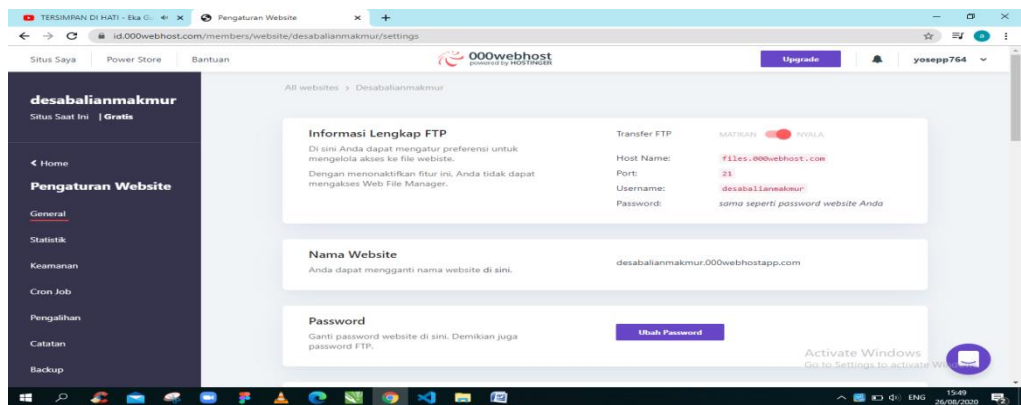 TERSIMPAN DI HATI - Eka G
Pengaturan Website
id.000webhost.com/members/website/desabalianmakmur/settings
Situs Saya Power Store Bantuan
000webhost
powered by HOSTINGER
Upgrade
yosepp764
desabalianmakmur
Situs Saat Ini | Gratis
Home
Pengaturan Website
General
Statistik
Keamanan
Cron Job
Pengalihan
Catatan
Backup
All websites > Desabalianmakmur
Informasi Lengkap FTP
Di sini Anda dapat mengatur preferensi untuk
mengelola akses ke file webiste.
Dengan menonaktifkan fitur ini, Anda tidak dapat
mengakses Web File Manager.
Transfer FTP MATIKAN NYALA
Host Name: files.000webhost.com
Port: 21
Username: desabalianmakmur
Password: sama seperti password website Anda
Nama Website
Anda dapat mengganti nama website di sini.
desabalianmakmur.000webhostapp.com
Password
Ganti password website di sini. Demikian juga
password FTP.
Ubah Password
Activate Windows
Go to Settings to activate
ENG
15:49
26/08/2020